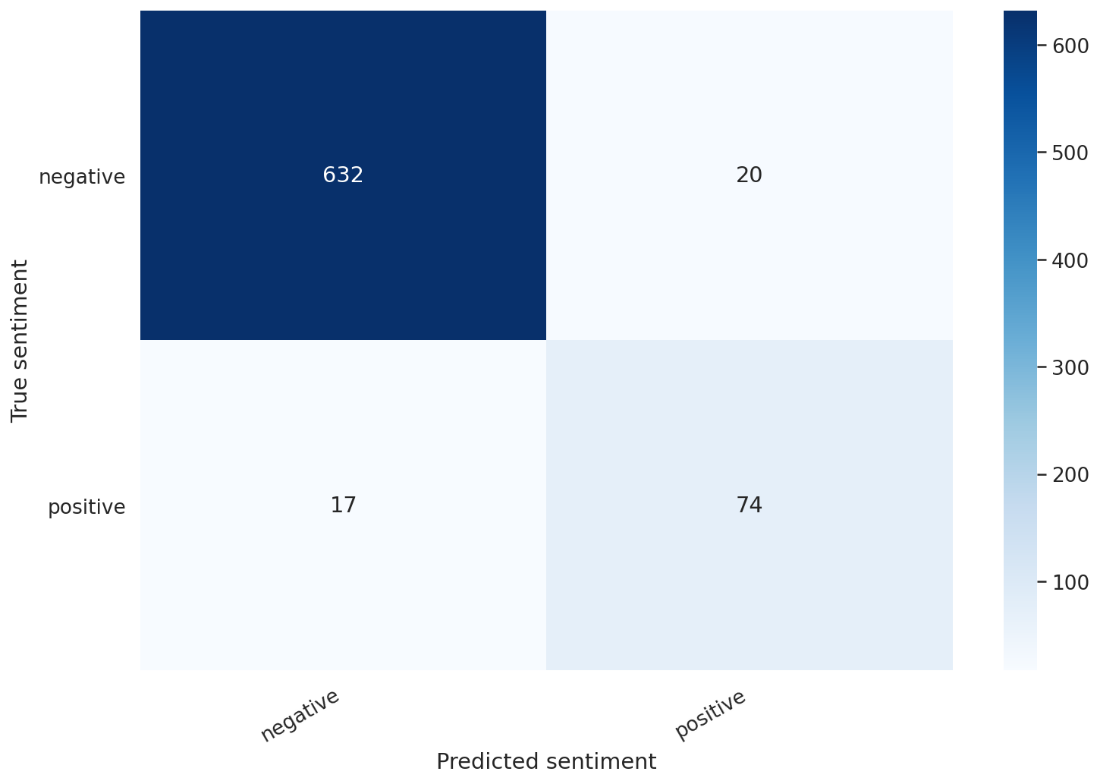 600
500
negative
632
20
400
True sentiment
300
200
positive
17
74
100
negative
positive
Predicted sentiment